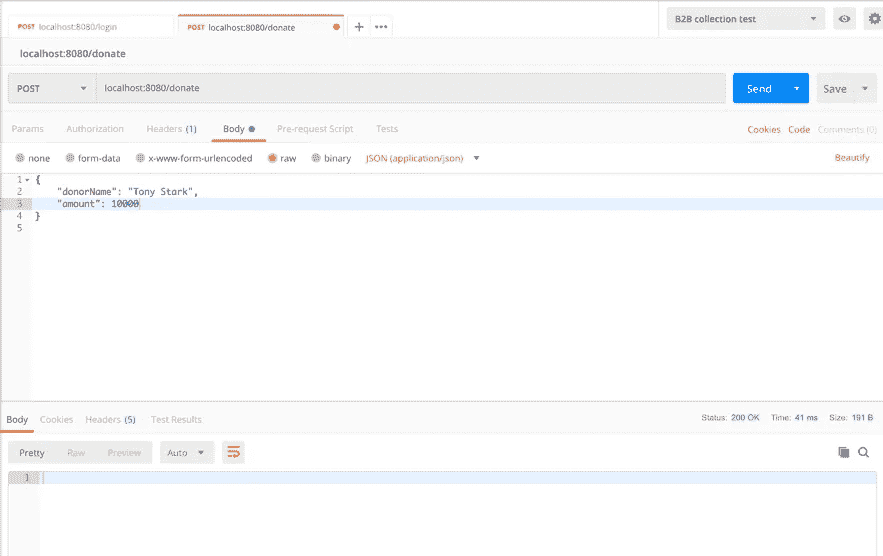 POST localhost:8080/login
POST localhost:8080/donate
+
•••
B2B collection test
localhost:8080/donate
POST
localhost:8080/donate
Send
Save
Params Authorization Headers (1) Body Pre-request Script Tests
Cookies Code Comments (0)
none form-data x-www-form-urlencoded raw binary JSON (application/json)
Beautify
1 {
2 "donorName": "Tony Stark",
3 "amount": 10000
4 }
5
Body Cookies Headers (5) Test Results
Status: 200 OK Time: 41 ms Size: 191 B
Pretty Raw Preview Auto
1